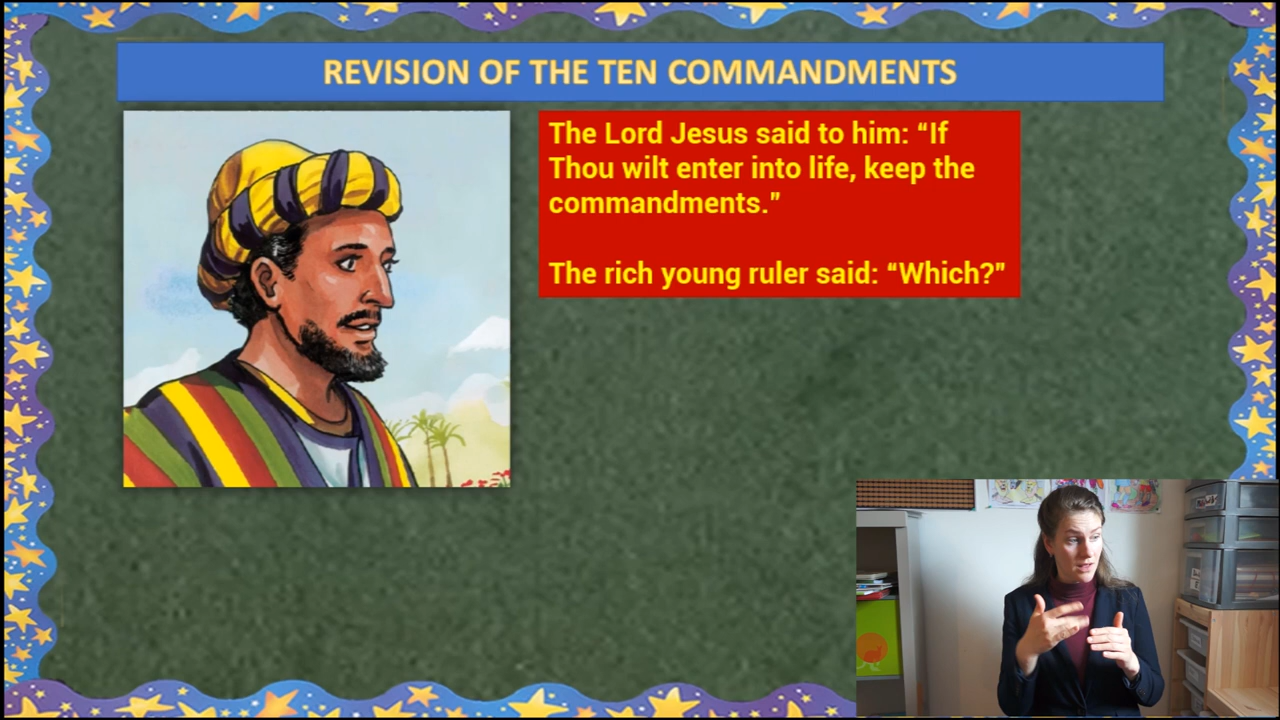 REVISION OF THE TEN COMMANDMENTS
The Lord Jesus said to him: “If
Thou wilt enter into life, keep the
commandments.”
The rich young ruler said: “Which?”